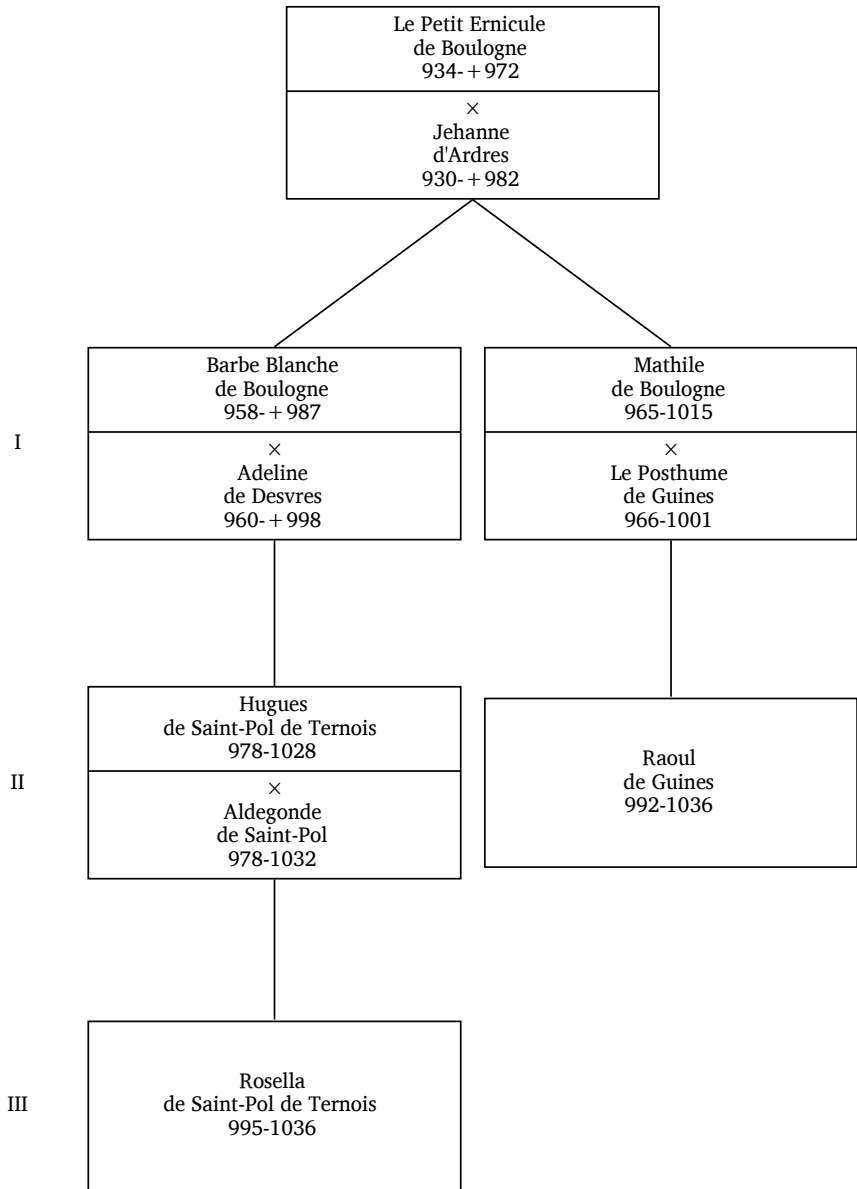 Le Petit Ernicule
de Boulogne
934-+972
×
Jehanne
d'Ardres
930-+982
I
Barbe Blanche
de Boulogne
958-+987
×
Adeline
de Desvres
960-+998
Mathile
de Boulogne
965-1015
×
Le Posthume
de Guines
966-1001
II
Hugues
de Saint-Pol de Ternois
978-1028
×
Aldegonde
de Saint-Pol
978-1032
Raoul
de Guines
992-1036
III
Rosella
de Saint-Pol de Ternois
995-1036